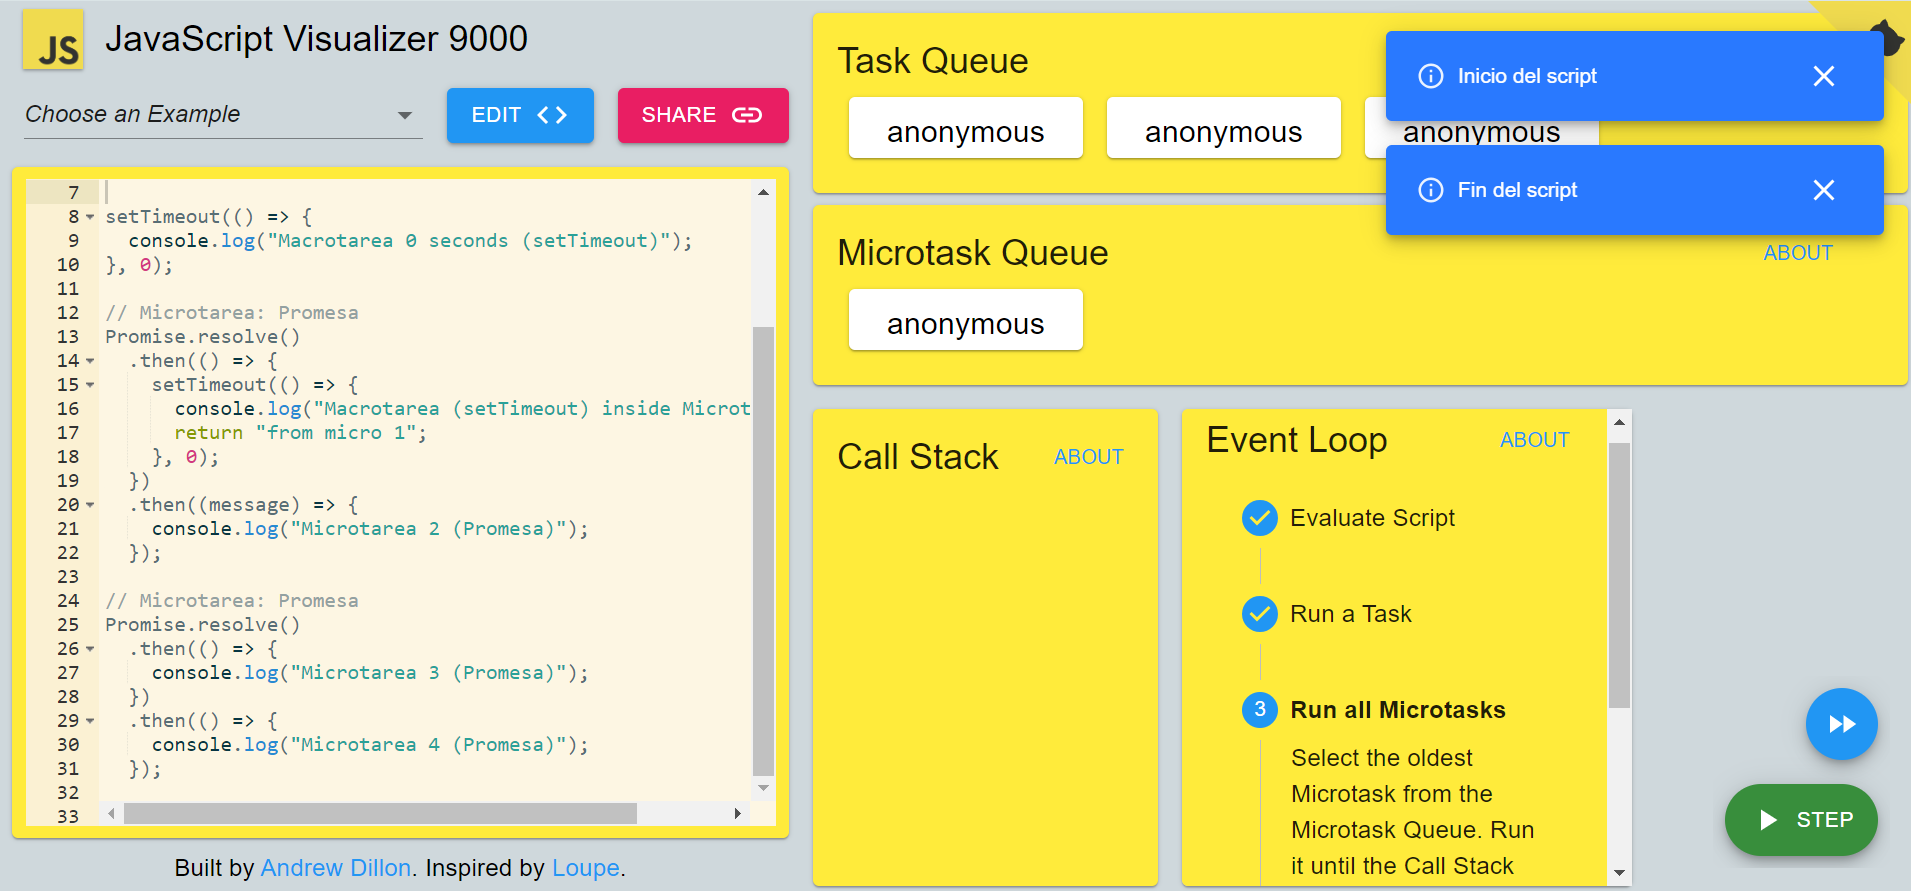 JS
JavaScript Visualizer 9000
Choose an Example
EDIT
SHARE
7
8 setTimeout(() => {
9 console.log("Macrotarea 0 seconds (setTimeout)");
10 }, 0);
11
12 // Microtarea: Promesa
13 Promise.resolve()
14 .then(() => {
15 setTimeout(() => {
16 console.log("Macrotarea (setTimeout) inside Microt
17 return "from micro 1";
18 }, 0);
19 })
20 .then((message) => {
21 console.log("Microtarea 2 (Promesa)");
22 });
23
24 // Microtarea: Promesa
25 Promise.resolve()
26 .then(() => {
27 console.log("Microtarea 3 (Promesa)");
28 })
29 .then(() => {
30 console.log("Microtarea 4 (Promesa)");
31 });
32
33
Built by Andrew Dillon. Inspired by Loupe.
Task Queue
anonymous anonymous anonymous
Inicio del script
Fin del script
Microtask Queue
ABOUT
anonymous
Call Stack
ABOUT
Event Loop
ABOUT
Evaluate Script
Run a Task
3 Run all Microtasks
Select the oldest
Microtask from the
Microtask Queue. Run
it until the Call Stack
STEP